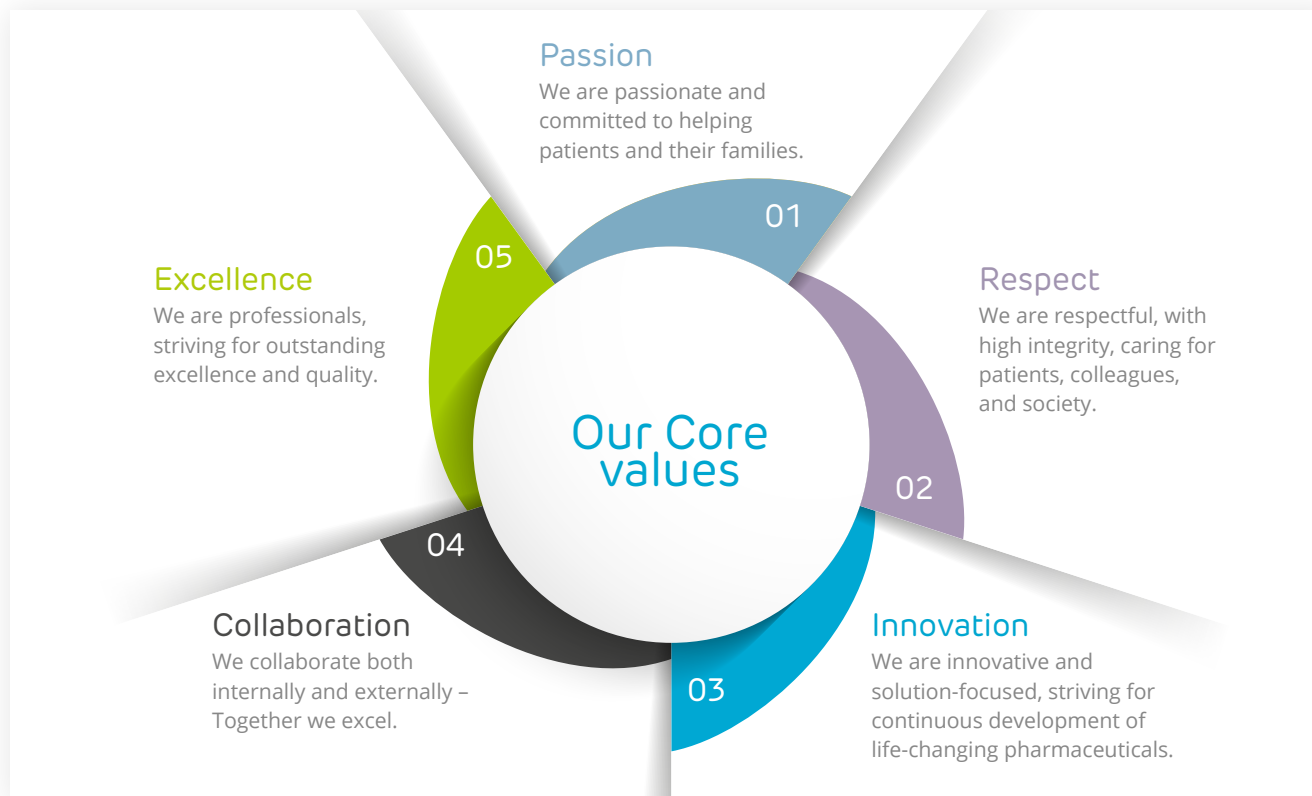 Passion
We are passionate and
committed to helping
patients and their families.
01
Respect
We are respectful, with
high integrity, caring for
patients, colleagues,
and society.
02
Innovation
We are innovative and
solution-focused, striving for
continuous development of
life-changing pharmaceuticals.
03
Collaboration
We collaborate both
internally and externally –
Together we excel.
04
Excellence
We are professionals,
striving for outstanding
excellence and quality.
05
Our Core
values